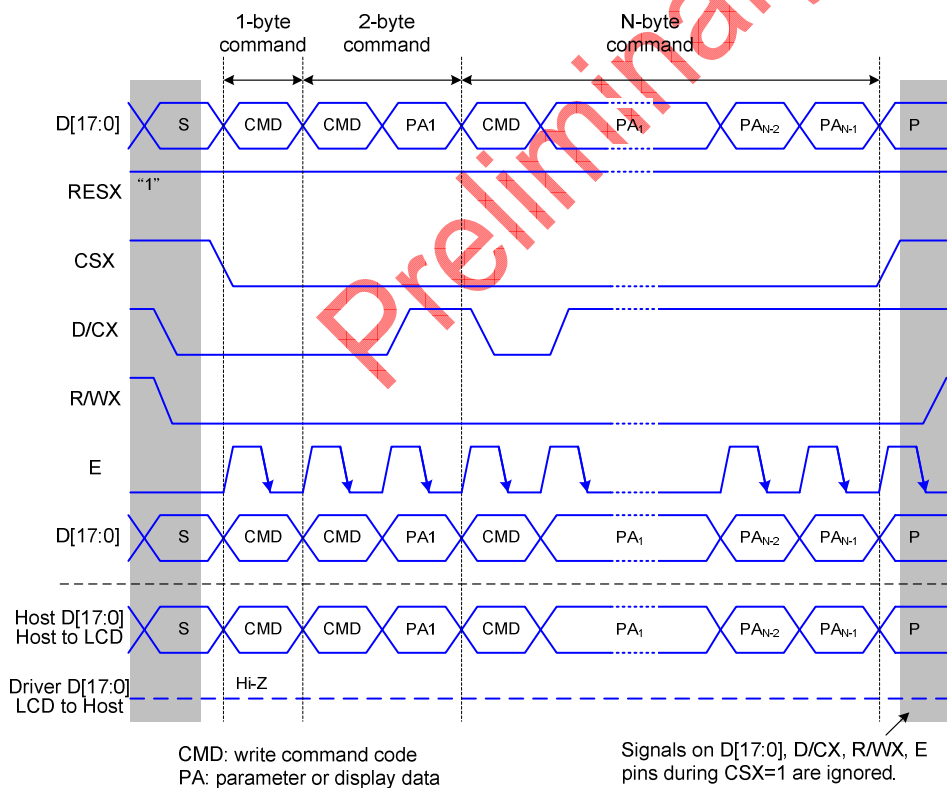 1-byte command
2-byte command
N-byte command
D[17:0] S CMD CMD PA1 CMD PA1 PAN-2 PAN-1 P
RESX “1”
CSX
D/CX
R/WX
E
D[17:0] S CMD CMD PA1 CMD PA1 PAN-2 PAN-1 P
Host D[17:0]
Host to LCD
S CMD CMD PA1 CMD PA1 PAN-2 PAN-1 P
Driver D[17:0]
LCD to Host
Hi-Z
CMD: write command code
PA: parameter or display data
Signals on D[17:0], D/CX, R/WX, E
pins during CSX=1 are ignored.
Preliminary